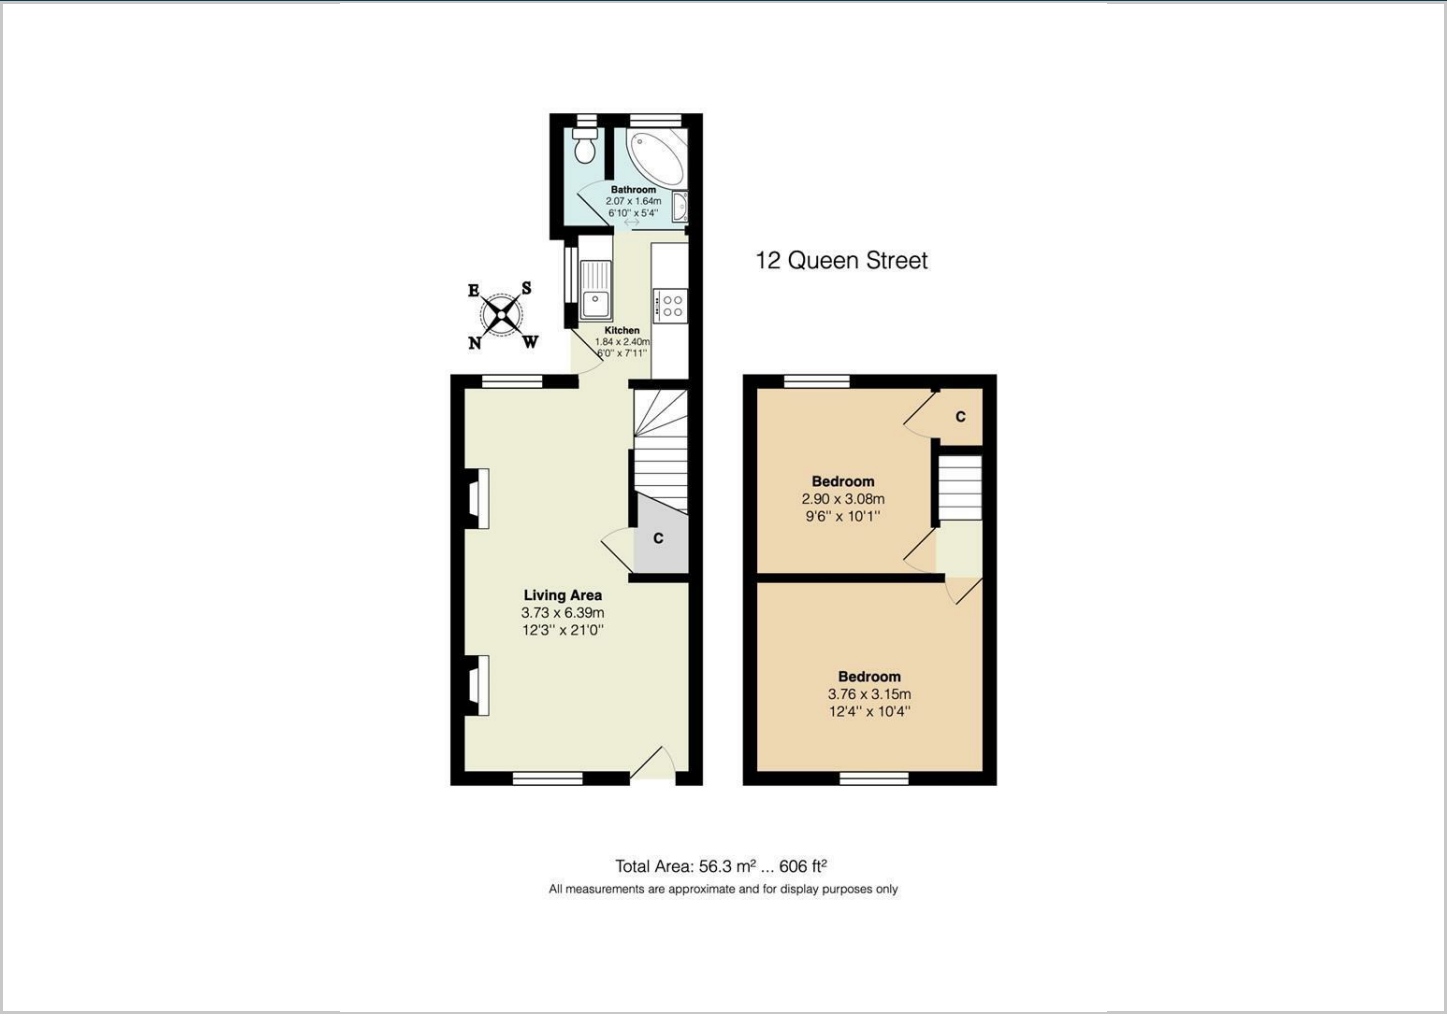 Bathroom
2.07 x 1.64m
6'10'' x 5'4''
12 Queen Street
E S
N W
Kitchen
1.84 x 2.40m
6'0'' x 7'11''
C
Living Area
3.73 x 6.39m
12'3'' x 21'0''
C
Bedroom
2.90 x 3.08m
9'6'' x 10'1''
Bedroom
3.76 x 3.15m
12'4'' x 10'4''
Total Area: 56.3 m² ... 606 ft²
All measurements are approximate and for display purposes only